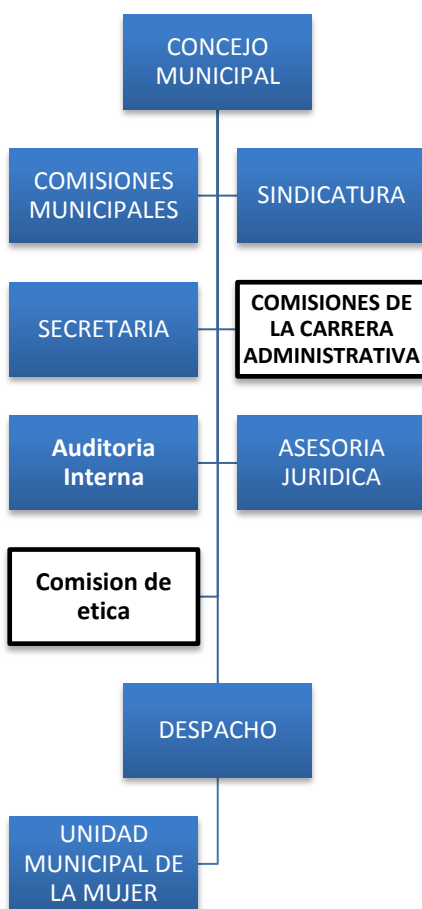 CONCEJO
MUNICIPAL
COMISIONES
MUNICIPALES
SINDICATURA
SECRETARIA
COMISIONES DE
LA CARRERA
ADMINISTRATIVA
Auditoria
Interna
ASESORIA
JURIDICA
Comision de
etica
DESPACHO
UNIDAD
MUNICIPAL DE
LA MUJER